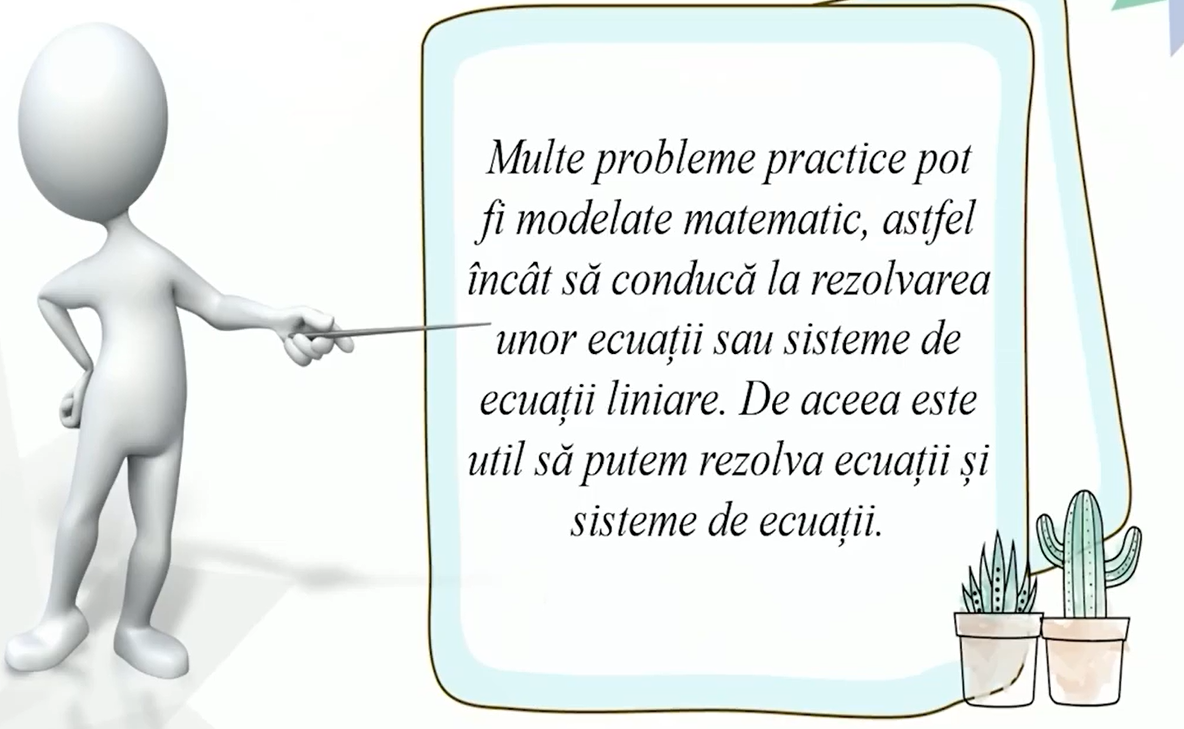 Multe probleme practice pot
fi modelate matematic, astfel
încât să conducă la rezolvarea
unor ecuații sau sisteme de
ecuații liniare. De aceea este
util să putem rezolva ecuații și
sisteme de ecuații.